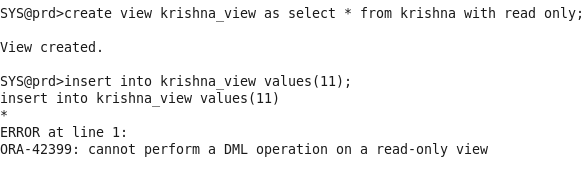 SYS@prd>create view krishna_view as select * from krishna with read only;
View created.
SYS@prd>insert into krishna_view values(11);
insert into krishna_view values(11)
*
ERROR at line 1:
ORA-42399: cannot perform a DML operation on a read-only view